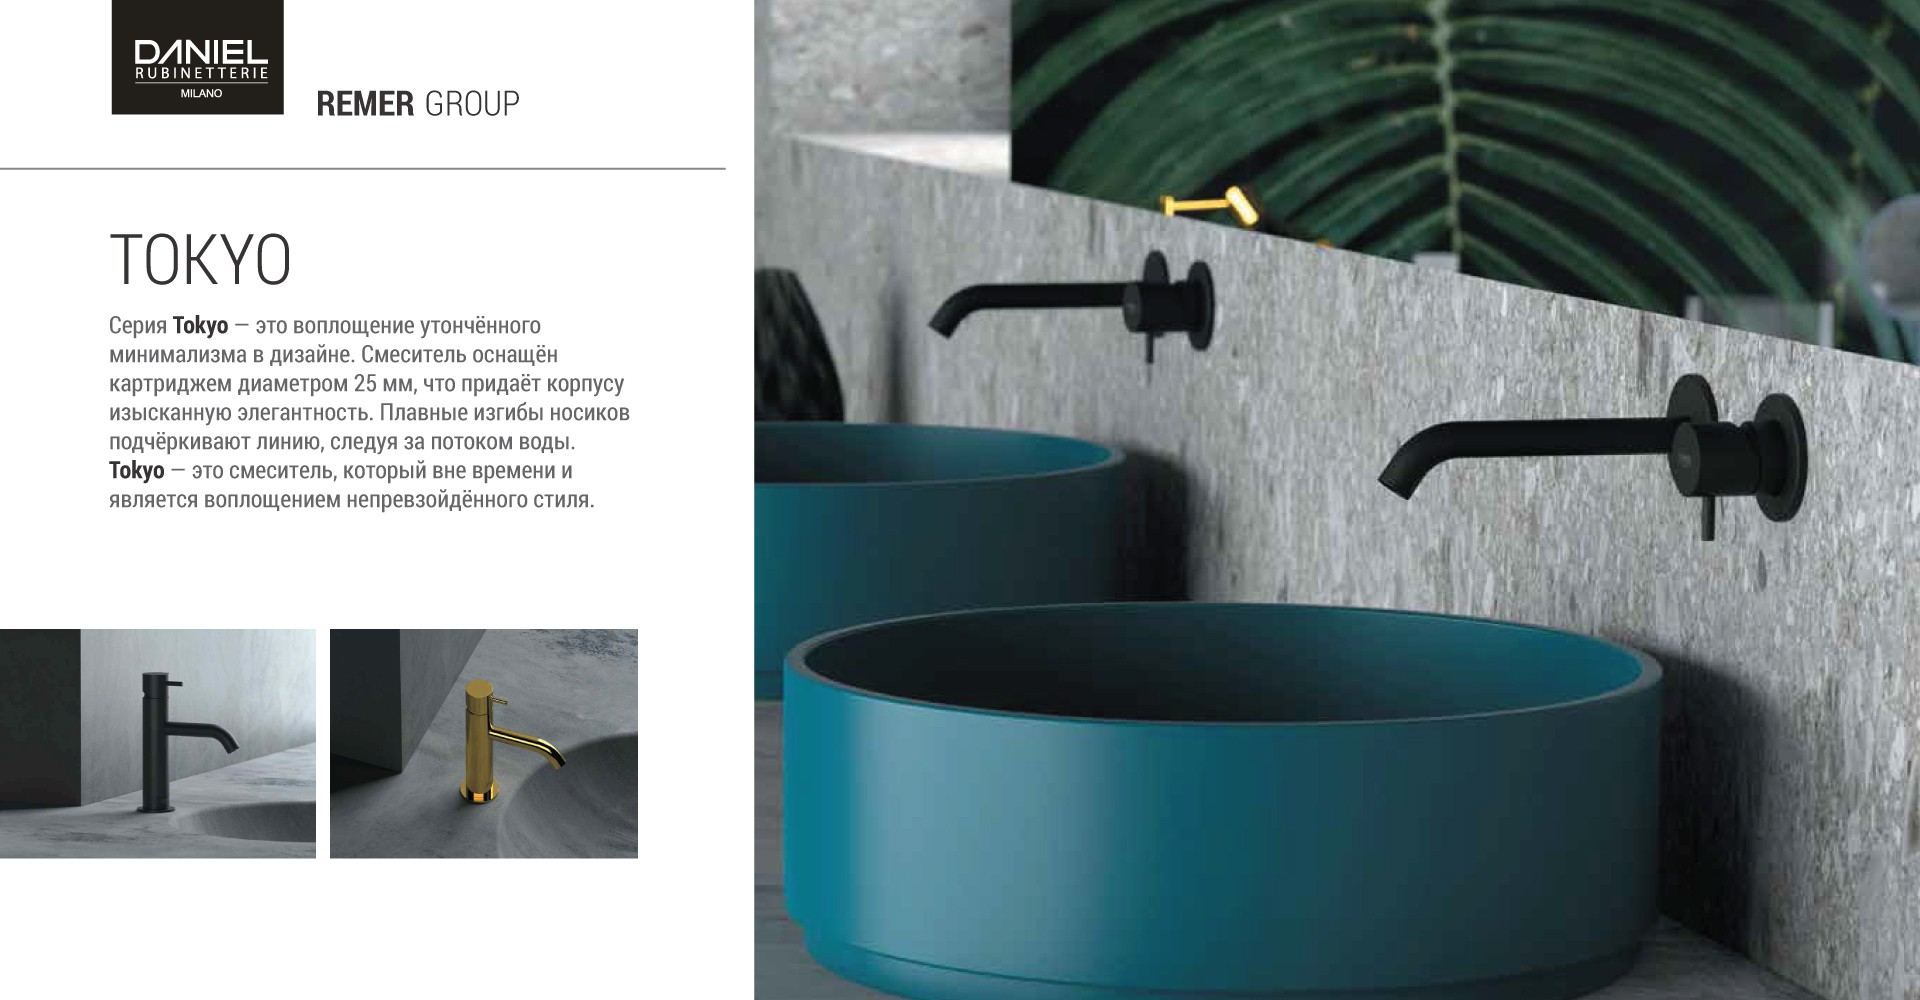 DANIEL
RUBINETTERIE
MILANO
REMER GROUP
TOKYO
Серия Tokyo — это воплощение утончённого
минимализма в дизайне. Смеситель оснащён
картриджем диаметром 25 мм, что придаёт корпусу
изысканную элегантность. Плавные изгибы носиков
подчёркивают линию, следуя за потоком воды.
Tokyo — это смеситель, который вне времени и
является воплощением непревзойдённого стиля.